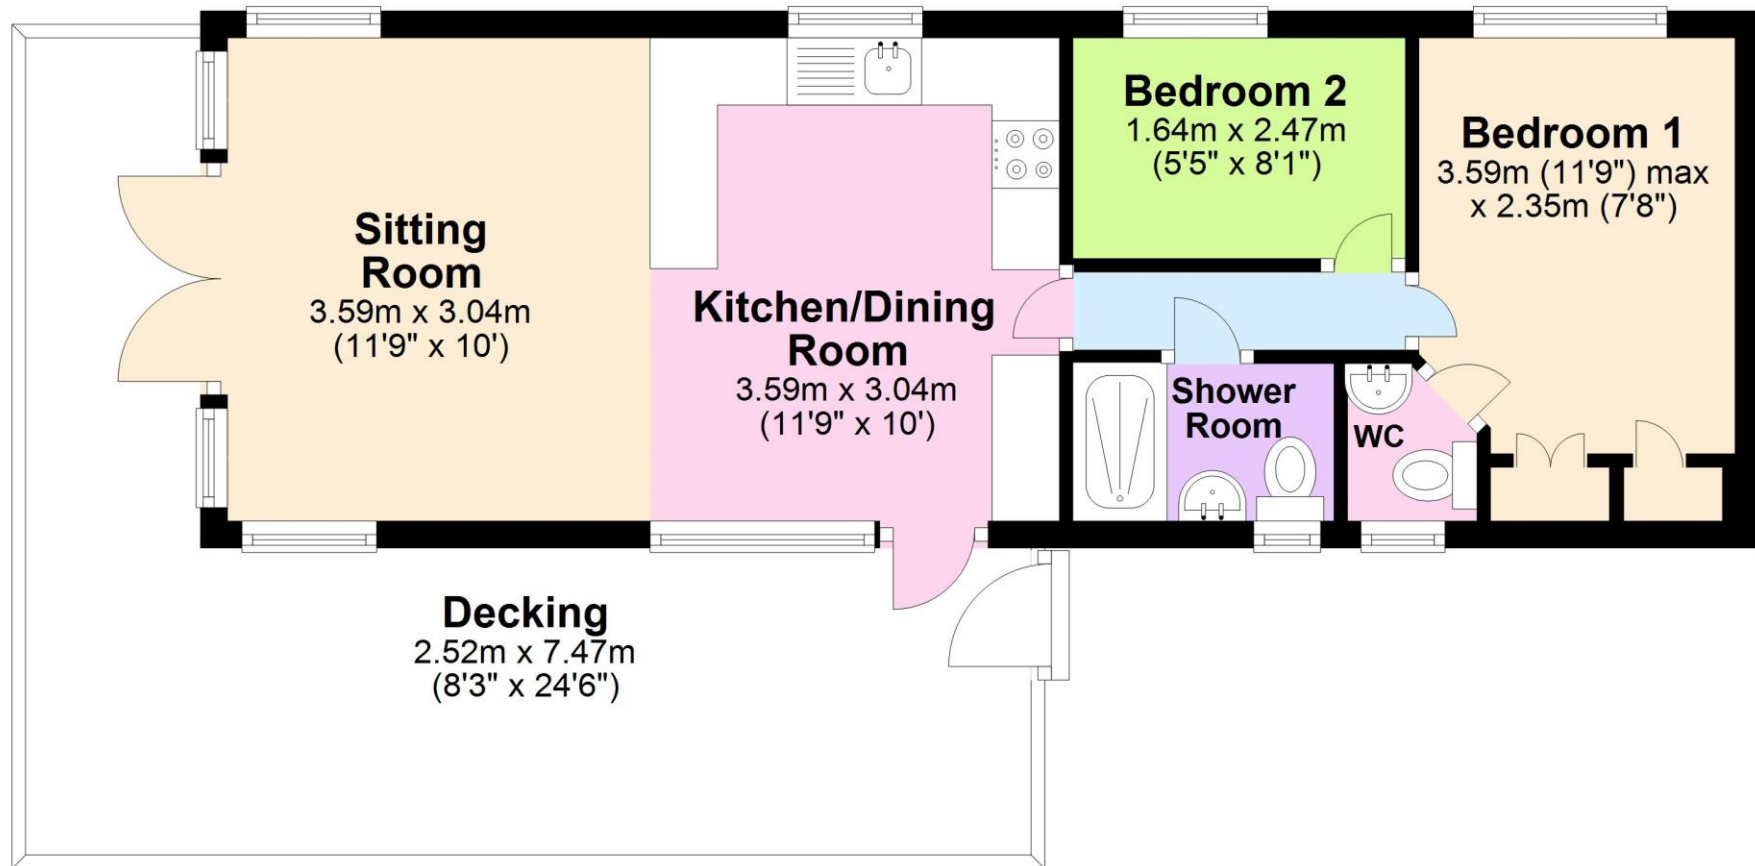 Sitting
Room
3.59m x 3.04m
(11'9" x 10')
Kitchen/Dining
Room
3.59m x 3.04m
(11'9" x 10')
Bedroom 2
1.64m x 2.47m
(5'5" x 8'1")
Bedroom 1
3.59m (11'9") max
x 2.35m (7'8")
Shower
Room
WC
Decking
2.52m x 7.47m
(8'3" x 24'6")